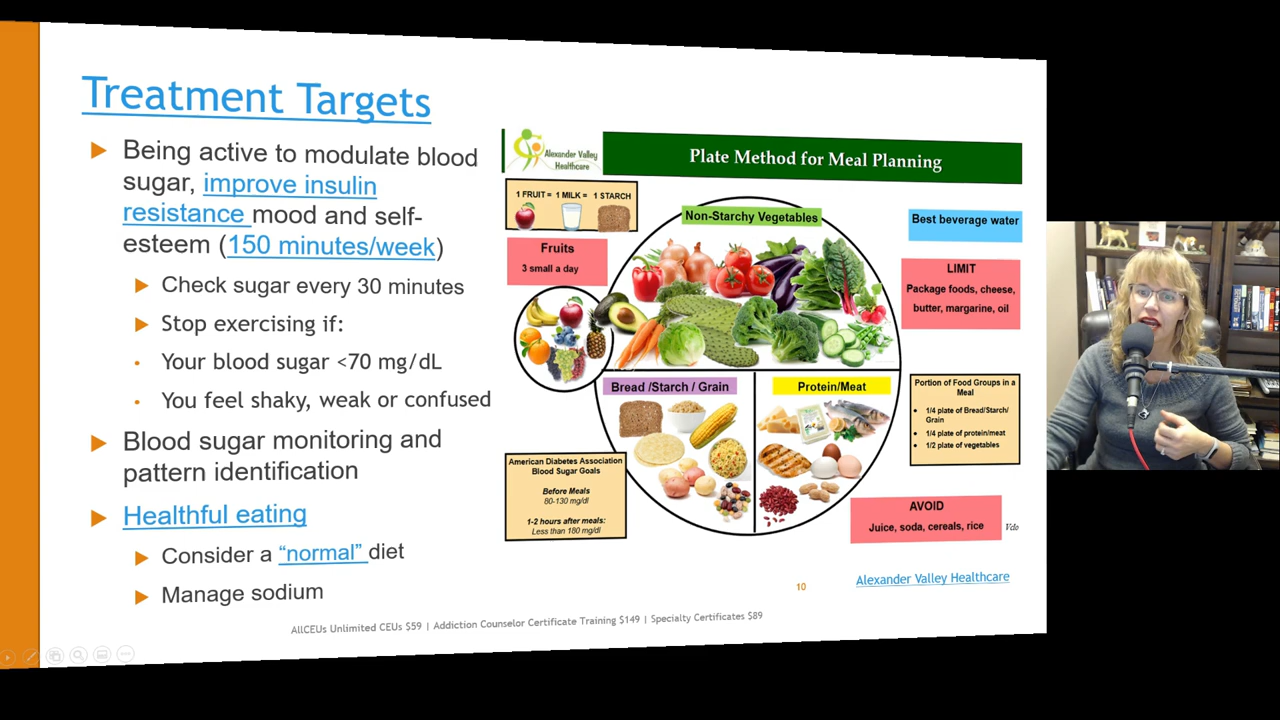 Treatment Targets
Being active to modulate blood
sugar, improve insulin
resistance mood and self-
esteem (150 minutes/week)
Check sugar every 30 minutes
Stop exercising if:
Your blood sugar <70 mg/dL
You feel shaky, weak or confused
Blood sugar monitoring and
pattern identification
Healthful eating
Consider a “normal” diet
Manage sodium
Alexander Valley
Healthcare
Plate Method for Meal Planning
1 FRUIT = 1 MILK = 1 STARCH
Fruits
3 small a day
Non-Starchy Vegetables
Best beverage water
LIMIT
Package foods, cheese,
butter, margarine, oil
Bread /Starch / Grain
Protein/Meat
Portion of Food Groups in a
Meal
1/4 plate of Bread/Starch/
Grain
1/4 plate of protein/meat
1/2 plate of vegetables
American Diabetes Association
Blood Sugar Goals
Before Meals
80-130 mg/dl
1-2 hours after meals:
Less than 180 mg/dl
AVOID
Juice, soda, cereals, rice
Vdo
10
Alexander Valley Healthcare
AllCEUs Unlimited CEUs $59 | Addiction Counselor Certificate Training $149 | Specialty Certificates $89